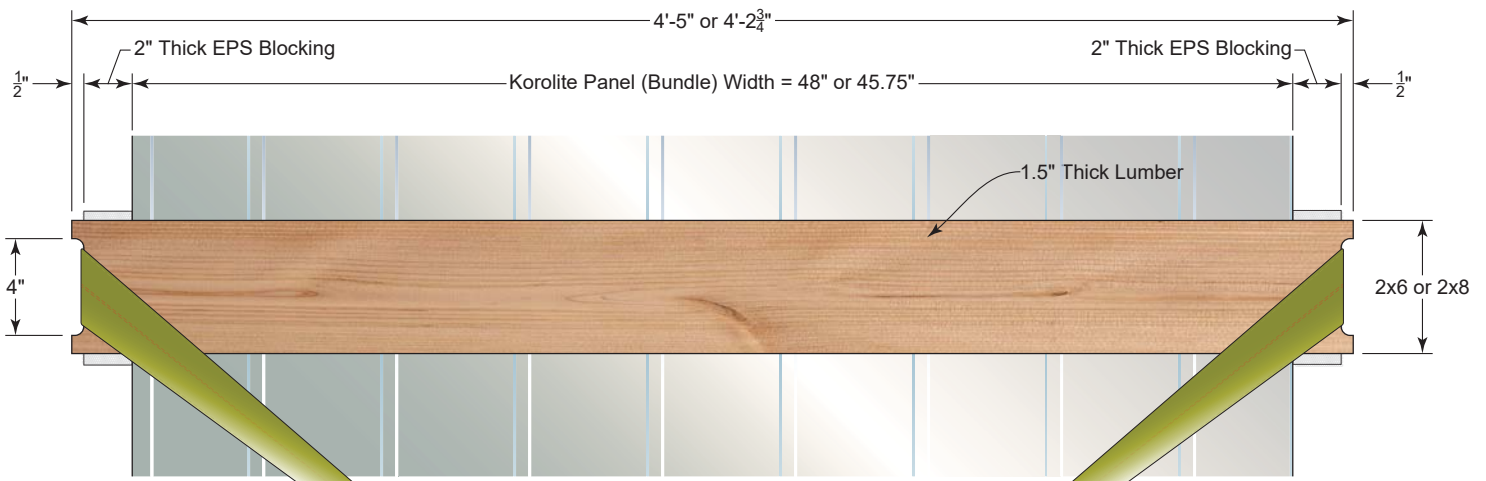 4'-5" or 4'-2¾"
2" Thick EPS Blocking
2" Thick EPS Blocking
½"
Korolite Panel (Bundle) Width = 48" or 45.75"
½"
1.5" Thick Lumber
4"
2x6 or 2x8